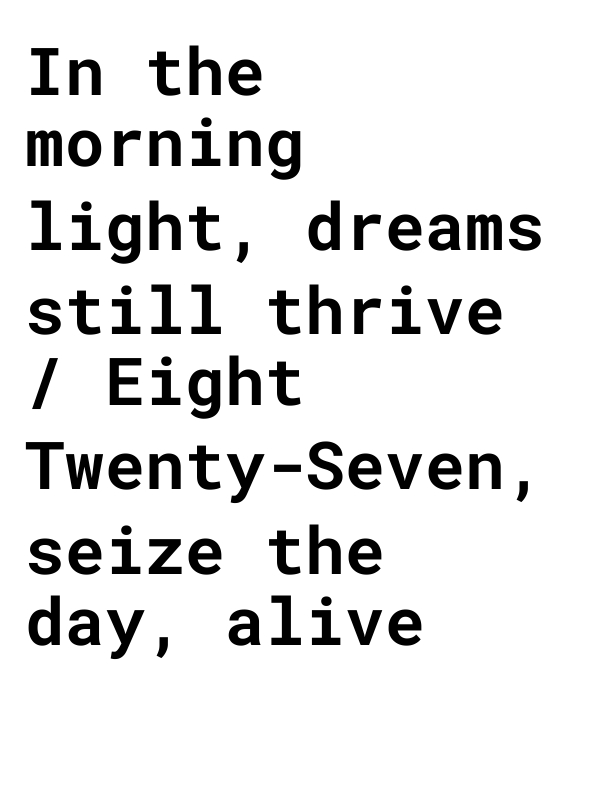 In the
morning
light, dreams
still thrive
/ Eight
Twenty-Seven,
seize the
day, alive